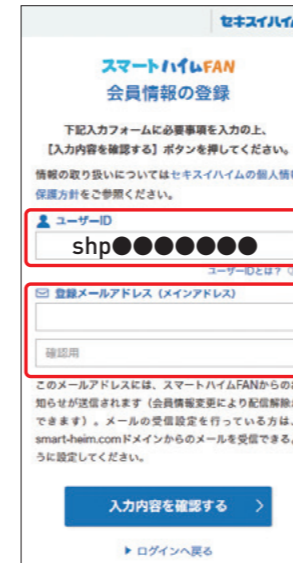 セキスイハイム
スマートハイムFAN
会員情報の登録
下記入力フォームに必要事項を入力の上、
【入力内容を確認する】ボタンを押してください。
情報の取り扱いについてはセキスイハイムの個人情
保護方針をご参照ください。
ユーザーID
shp●●●●●●●
ユーザーIDとは?
登録メールアドレス（メインアドレス）
確認用
このメールアドレスには、スマートハイムFANからのお
知らせが送信されます（会員情報変更により配信解除が
できます）。メールの受信設定を行っている方は、
smart-heim.comドメインからのメールを受信できるよ
うに設定してください。
入力内容を確認する
ログインへ戻る